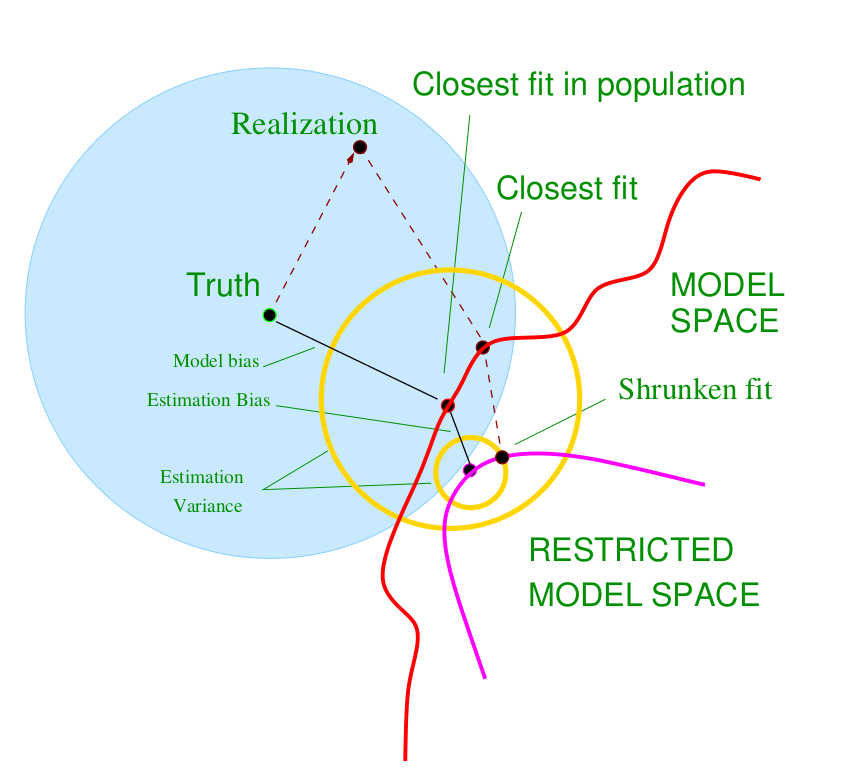 Closest fit in population
Realization
Closest fit
Truth
MODEL
SPACE
Model bias
Shrunken fit
Estimation Bias
Estimation
Variance
RESTRICTED
MODEL SPACE